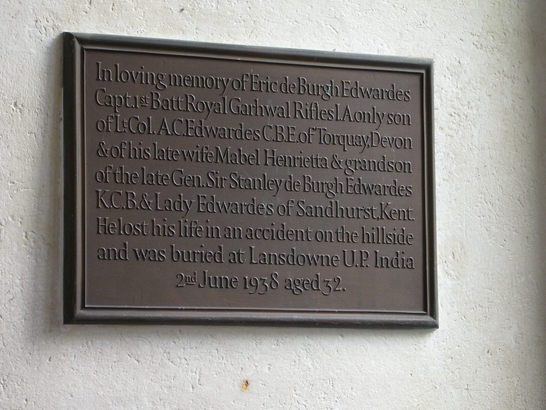 In loving memory of Eric de Burgh Edwardes
Capt. 1st Batt. Royal Garhwal Rifles I.A only son
of Lt. Col. A.C. Edwardes C.B.E. of Torquay, Devon
& of his late wife Mabel Henrietta & grandson
of the late Gen. Sir Stanley de Burgh Edwardes
K.C.B. & Lady Edwardes of Sandhurst, Kent.
He lost his life in an accident on the hillside
and was buried at Lansdowne U.P. India
2nd June 1938 aged 32.